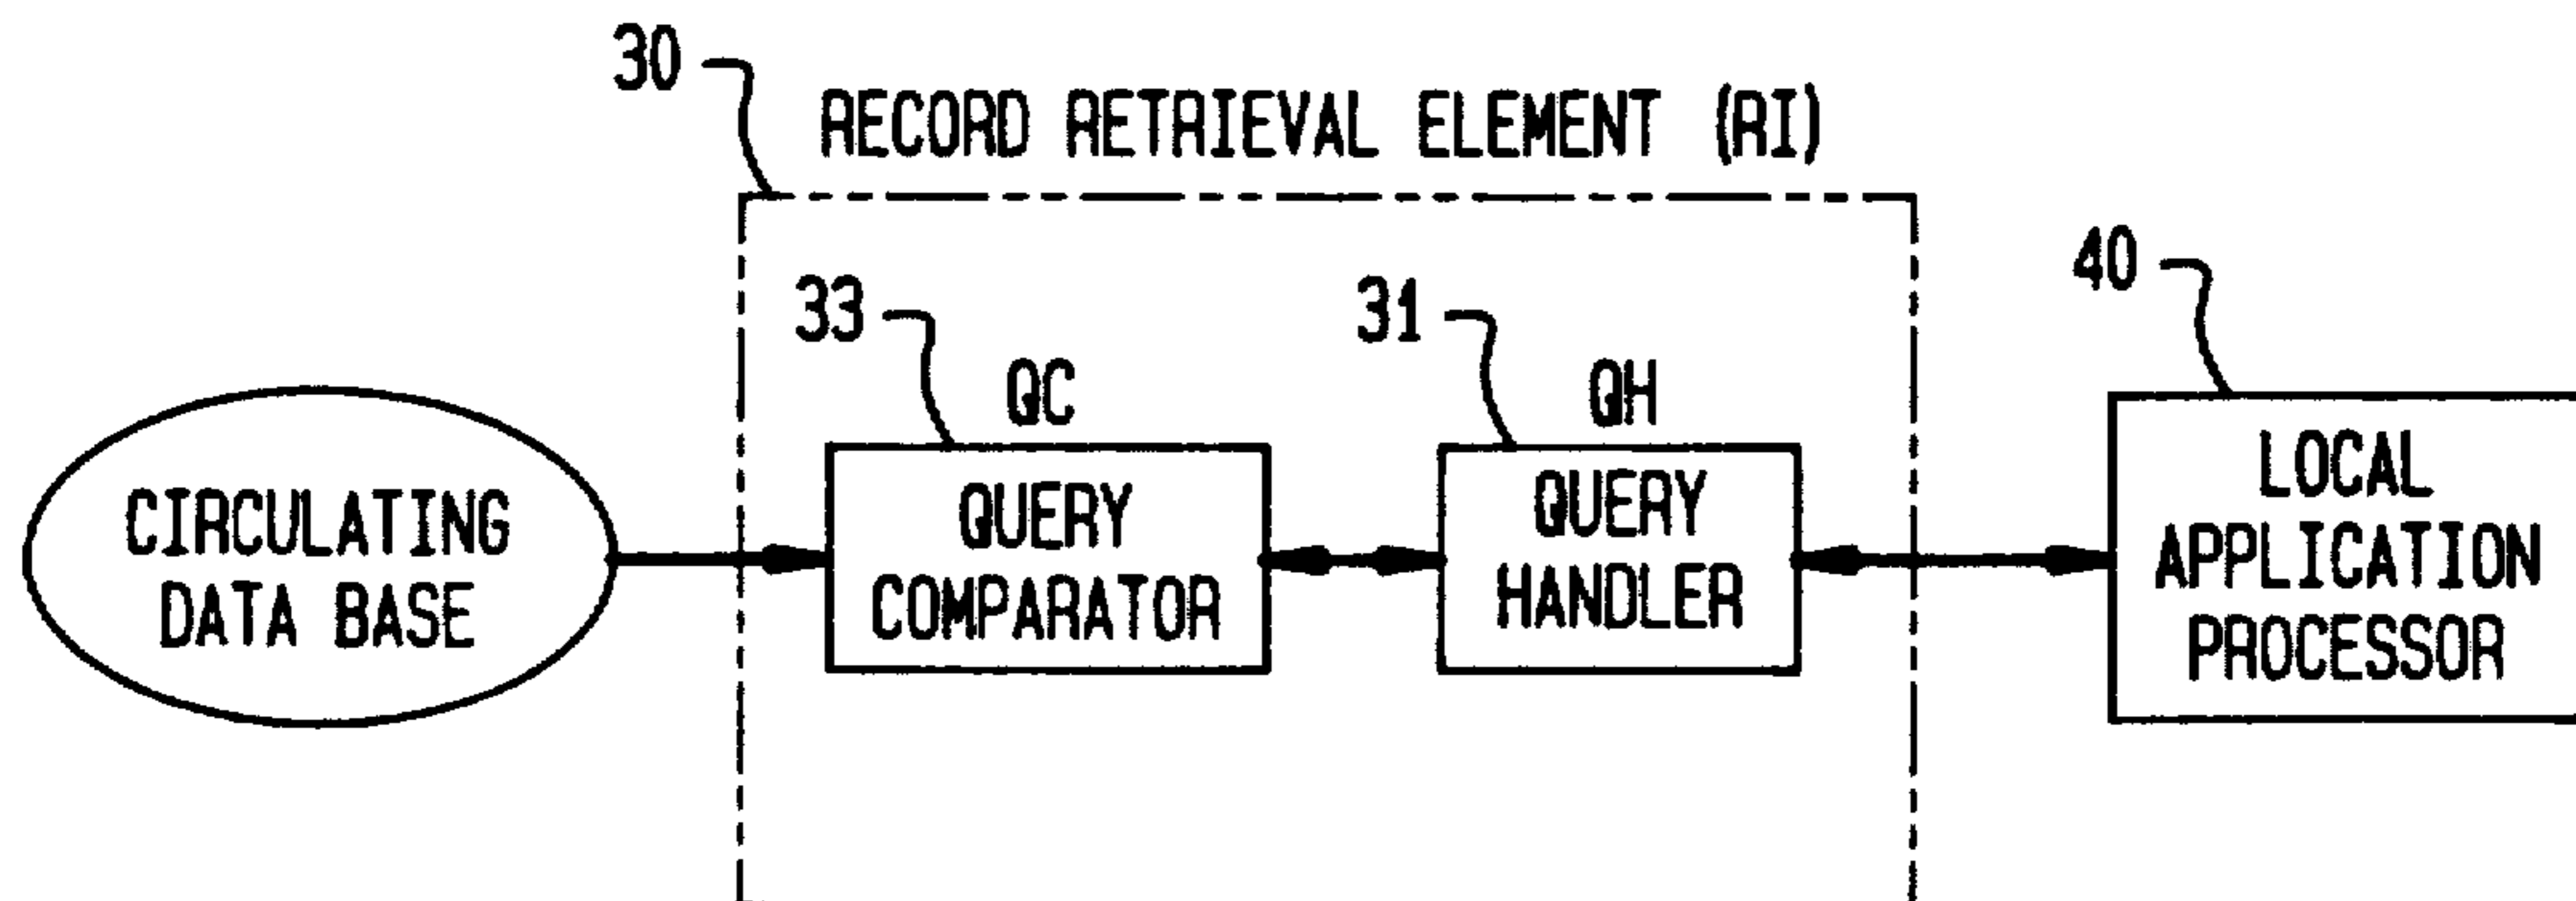 30
RECORD RETRIEVAL ELEMENT (RI)
33
31
40
QC
QH
CIRCULATING
DATA BASE
QUERY
COMPARATOR
QUERY
HANDLER
LOCAL
APPLICATION
PROCESSOR